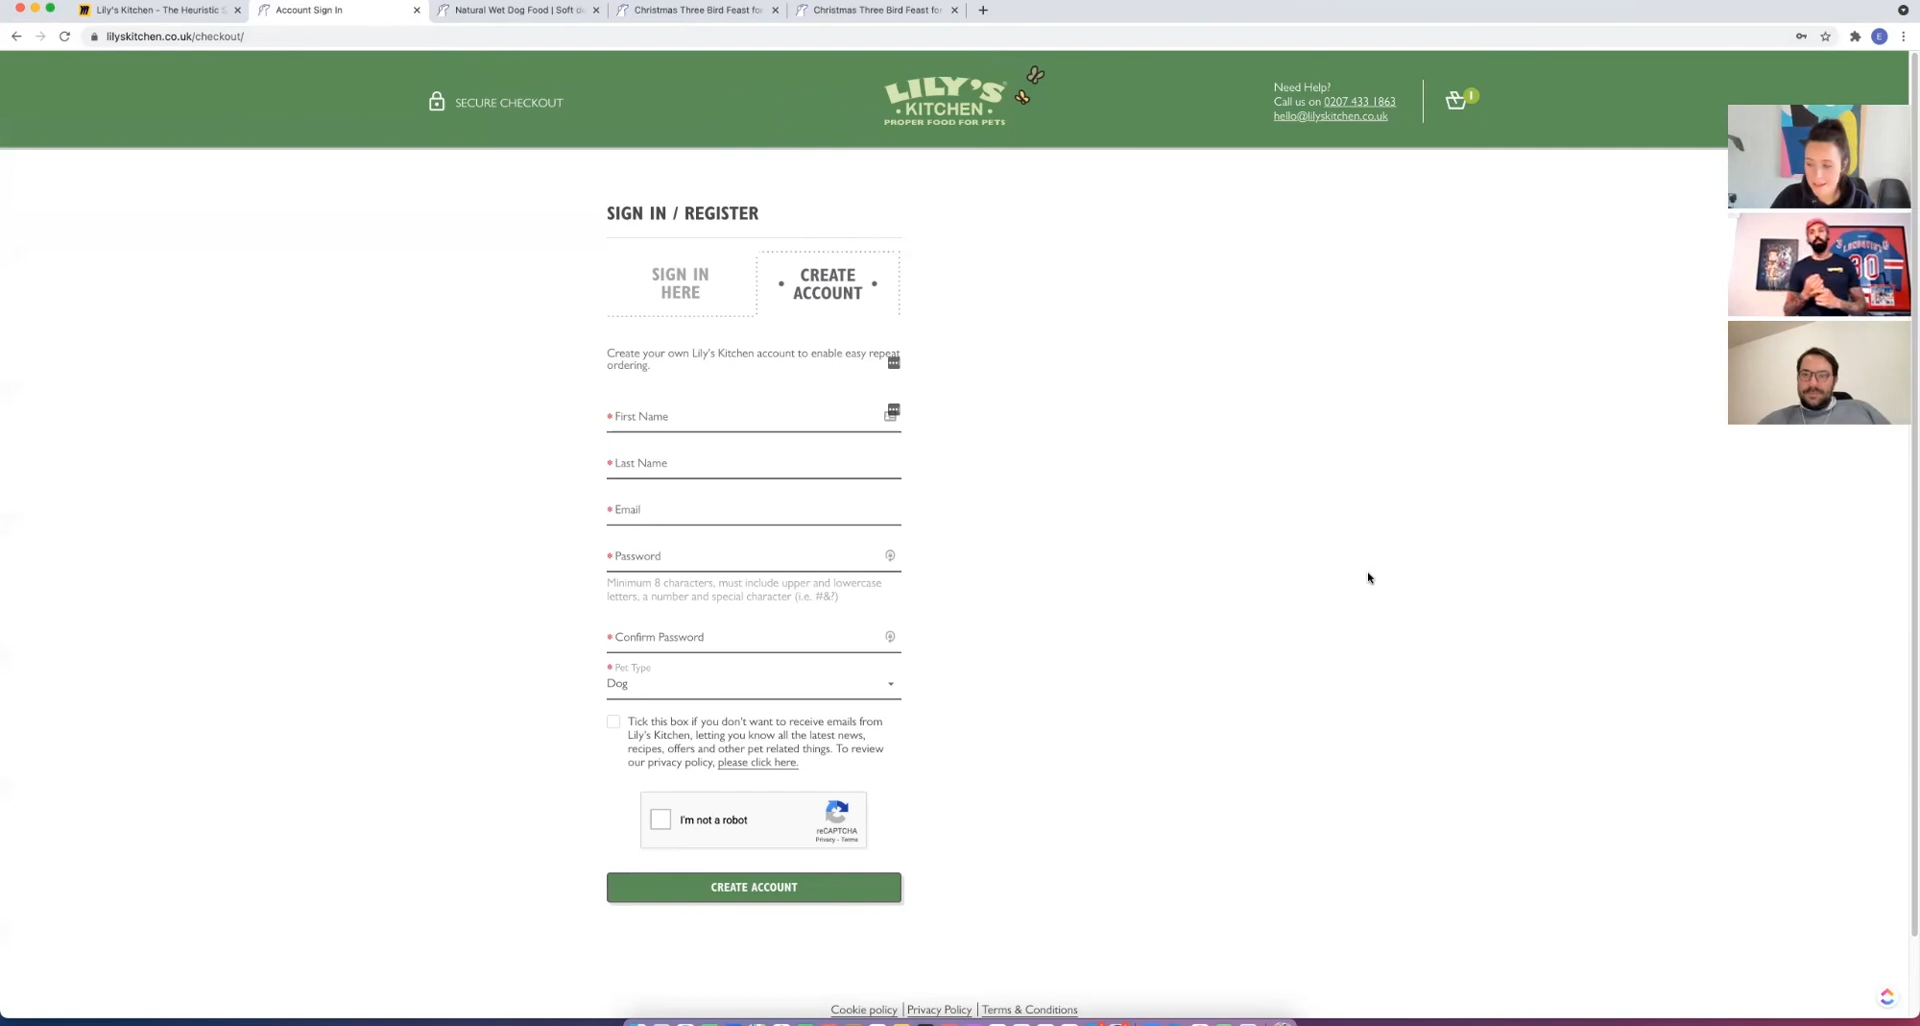 Lily's Kitchen - The Heuristic
Account Sign In
Natural Wet Dog Food | Soft d
Christmas Three Bird Feast for
Christmas Three Bird Feast for
lilyskitchen.co.uk/checkout/
E
SECURE CHECKOUT
LILY'S
KITCHEN
PROPER FOOD FOR PETS
Need Help?
Call us on 0207 433 1863
hello@lilyskitchen.co.uk
1
SIGN IN / REGISTER
SIGN IN
HERE
• CREATE
ACCOUNT •
Create your own Lily's Kitchen account to enable easy repeat
ordering.
* First Name
* Last Name
* Email
* Password
Minimum 8 characters, must include upper and lowercase
letters, a number and special character (i.e. #&?)
* Confirm Password
* Pet Type
Dog
Tick this box if you don't want to receive emails from
Lily's Kitchen, letting you know all the latest news,
recipes, offers and other pet related things. To review
our privacy policy, please click here.
I'm not a robot
reCAPTCHA
Privacy - Terms
CREATE ACCOUNT
Cookie policy | Privacy Policy | Terms & Conditions
30